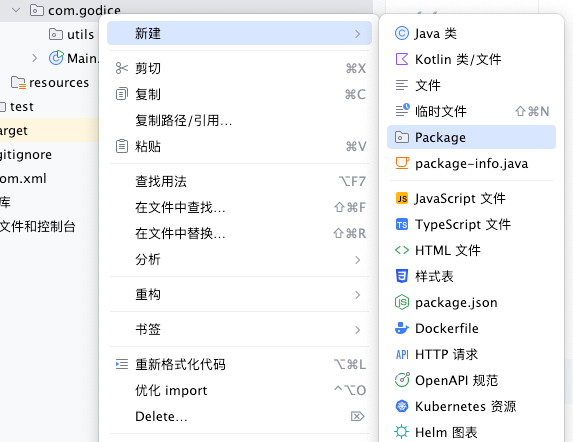 com.godice
utils
Main.
resources
test
arget
gitignore
om.xml
库
文件和控制台
新建
剪切 ⌘X
复制 ⌘C
复制路径/引用...
粘贴 ⌘V
查找用法 ⌥F7
在文件中查找... ⇧⌘F
在文件中替换... ⇧⌘R
分析
重构
书签
重新格式化代码 ⌥⌘L
优化 import ^⌥O
Delete... ⌦
Java 类
Kotlin 类/文件
文件
临时文件 ⇧⌘N
Package
package-info.java
JavaScript 文件
TypeScript 文件
HTML 文件
样式表
package.json
Dockerfile
HTTP 请求
OpenAPI 规范
Kubernetes 资源
Helm 图表